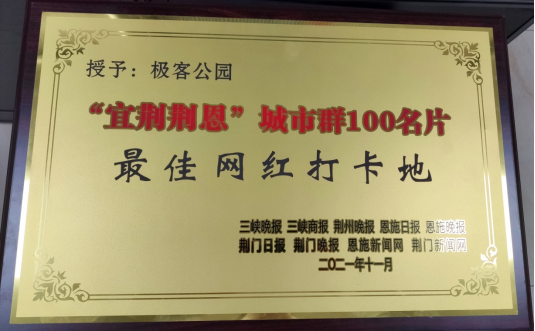 授予：极客公园
“宜荆荆恩”城市群100名片
最佳网红打卡地
三峡晚报 三峡商报 荆州晚报 恩施日报 恩施晚报
荆门日报 荆门晚报 恩施新闻网 荆门新闻网
二〇二一年十一月